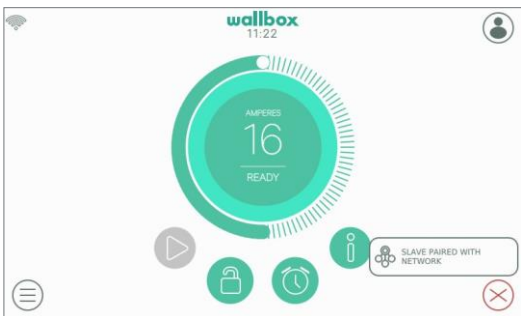 wallbox
11:22
AMPERES
16
READY
SLAVE PAIRED WITH
NETWORK